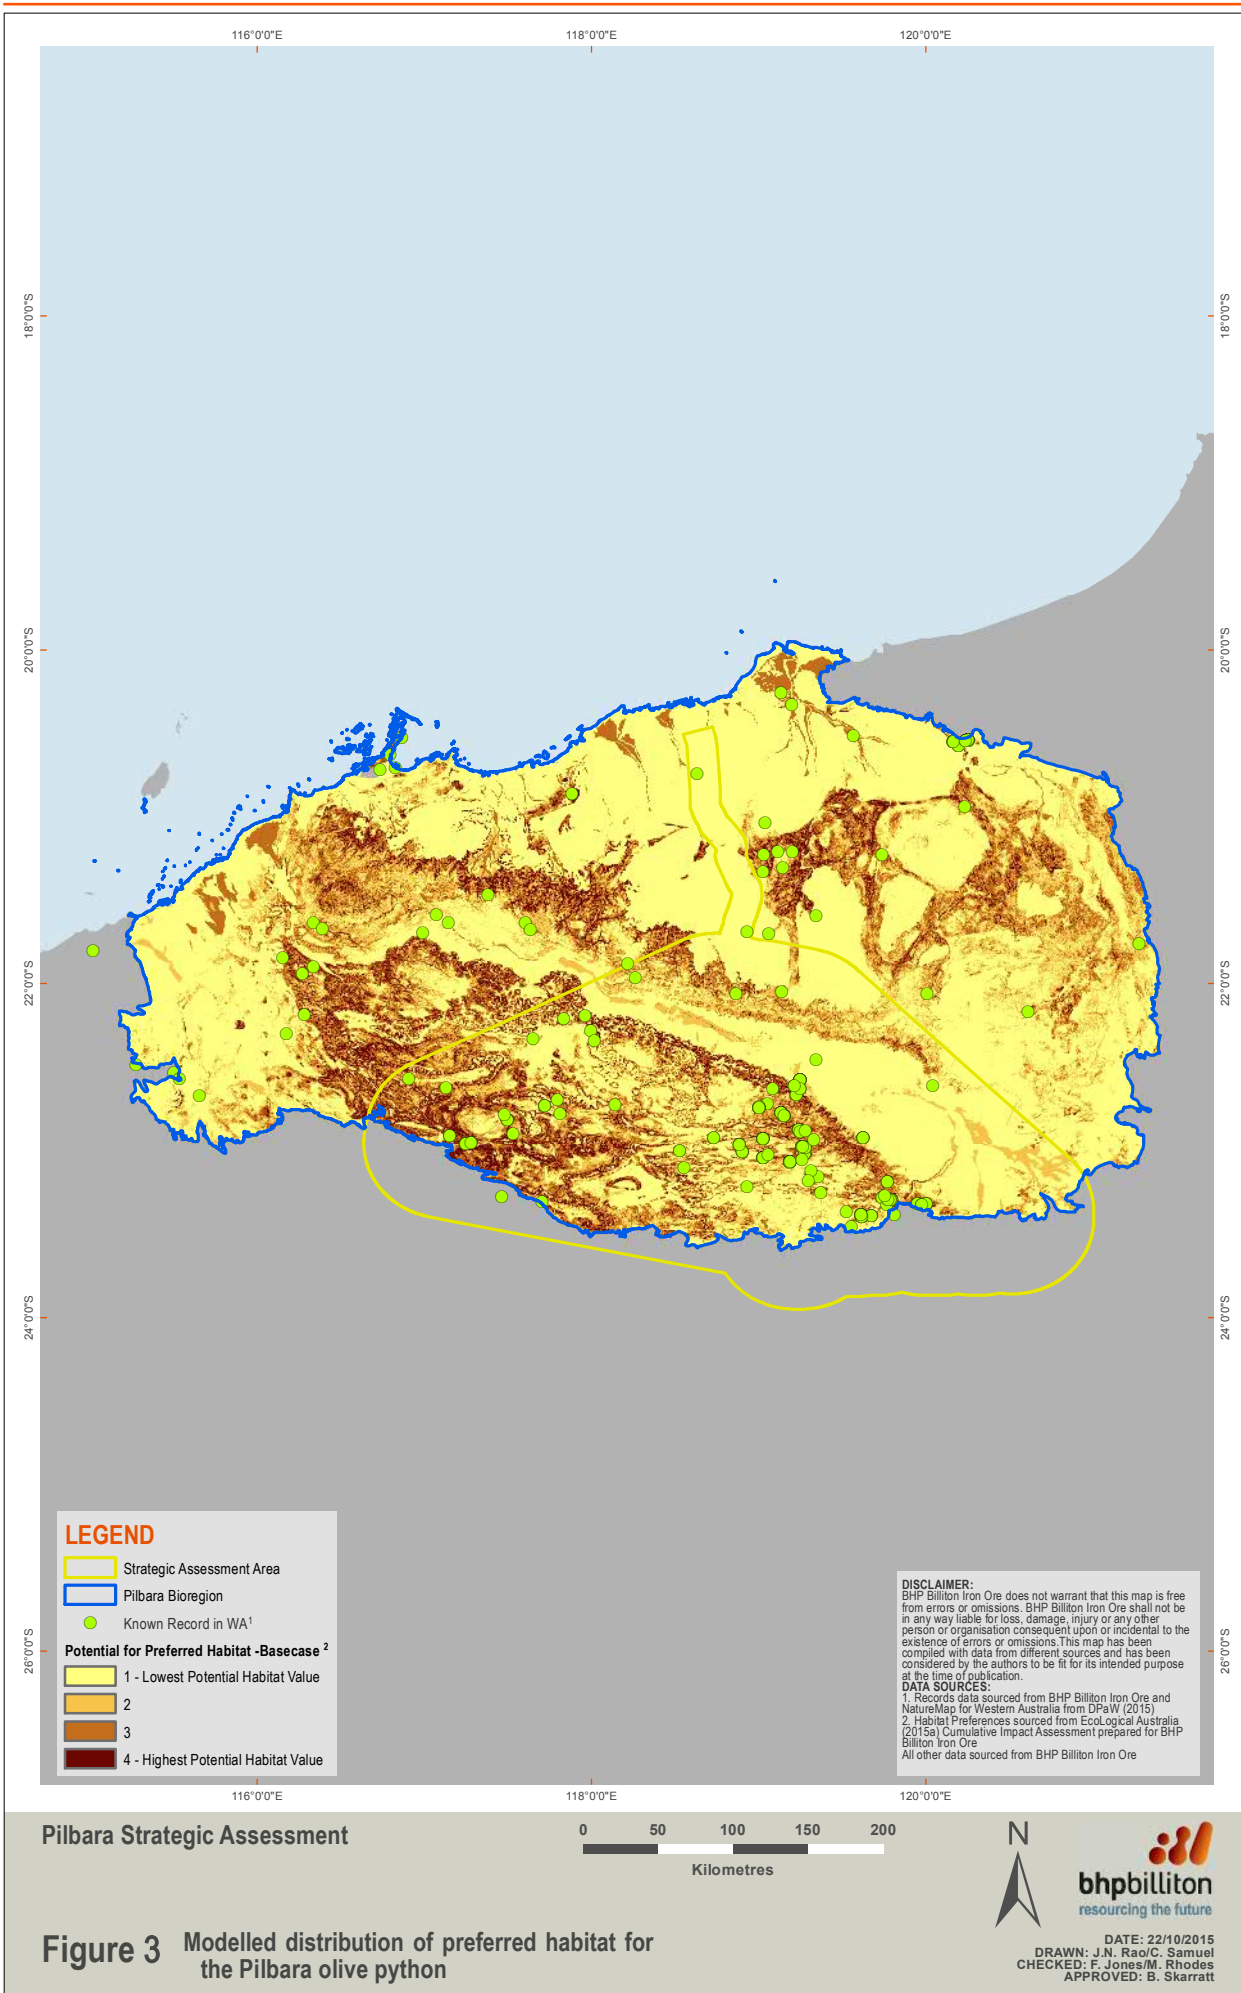 116°0'0"E 118°0'0"E 120°0'0"E
18°0'0"S 18°0'0"S
20°0'0"S 20°0'0"S
22°0'0"S 22°0'0"S
24°0'0"S 24°0'0"S
26°0'0"S 26°0'0"S
LEGEND
Strategic Assessment Area
Pilbara Bioregion
Known Record in WA¹
Potential for Preferred Habitat -Basecase ²
1 - Lowest Potential Habitat Value
2
3
4 - Highest Potential Habitat Value
DISCLAIMER:
BHP Billiton Iron Ore does not warrant that this map is free
from errors or omissions. BHP Billiton Iron Ore shall not be
in any way liable for loss, damage, injury or any other
person or organisation consequent upon or incidental to the
existence of errors or omissions.This map has been
compiled with data from different sources and has been
considered by the authors to be fit for its intended purpose
at the time of publication.
DATA SOURCES:
1. Records data sourced from BHP Billiton Iron Ore and
NatureMap for Western Australia from DPaW (2015)
2. Habitat Preferences sourced from EcoLogical Australia
(2015a) Cumulative Impact Assessment prepared for BHP
Billiton Iron Ore
All other data sourced from BHP Billiton Iron Ore
116°0'0"E 118°0'0"E 120°0'0"E
Pilbara Strategic Assessment
0 50 100 150 200
Kilometres
N
bhpbilliton
resourcing the future
Figure 3 Modelled distribution of preferred habitat for
the Pilbara olive python
DATE: 22/10/2015
DRAWN: J.N. Rao/C. Samuel
CHECKED: F. Jones/M. Rhodes
APPROVED: B. Skarratt